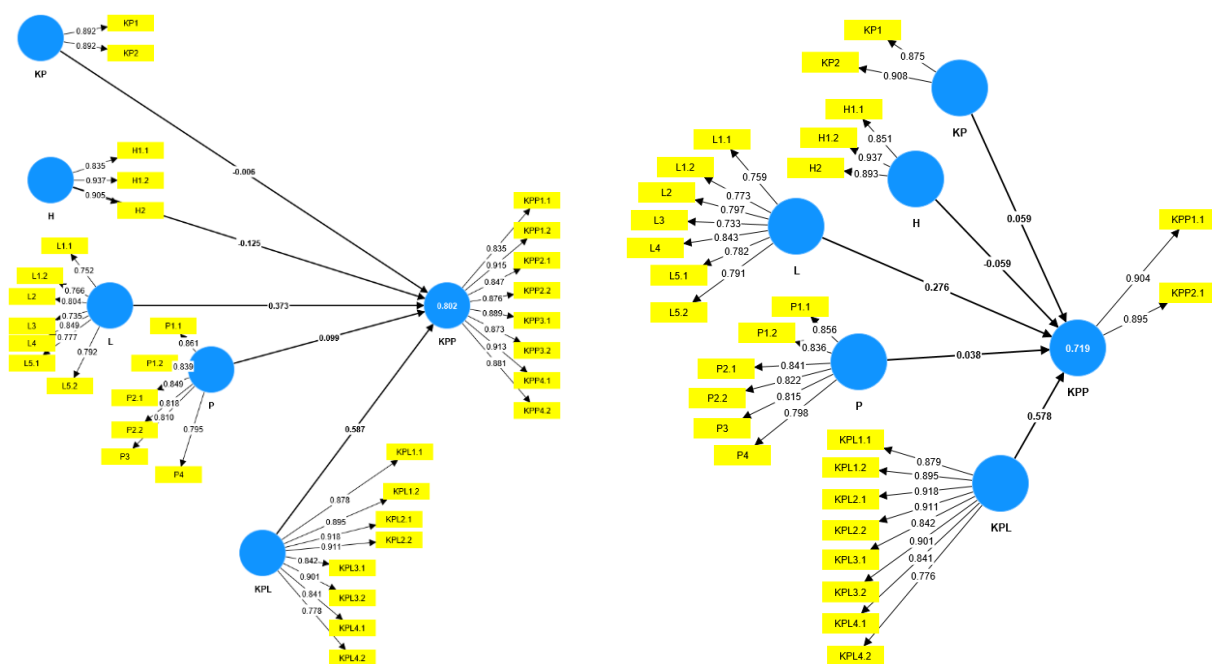 KP1
0.892
0.892
KP2
KP
-0.006
H1.1
0.835
0.937
H1.2
0.905
H2
H
-0.125
L1.1
0.752
L1.2
0.766
L2
0.804
0.735
L3
0.849
L4
0.777
L5.1
0.792
L5.2
L
0.373
P1.1
0.861
P1.2
0.839
0.849
P2.1
0.818
P2.2
0.810
P3
0.795
P4
P
0.099
KPL1.1
0.878
KPL1.2
0.895
KPL2.1
0.918
0.911
KPL2.2
0.842
KPL3.1
0.901
KPL3.2
0.841
KPL4.1
0.778
KPL4.2
KPL
0.587
KPP1.1
0.835
KPP1.2
0.915
KPP2.1
0.847
0.876
KPP2.2
0.889
KPP3.1
0.873
KPP3.2
0.913
KPP4.1
0.881
KPP4.2
0.802
KPP
KP1
0.875
KP2
0.908
KP
0.059
H1.1
0.851
H1.2
0.937
H2
0.893
H
-0.059
L1.1
0.759
L1.2
0.773
L2
0.797
L3
0.733
L4
0.843
L5.1
0.782
0.791
L5.2
L
0.276
P1.1
0.856
P1.2
0.836
P2.1
0.841
P2.2
0.822
0.815
P3
0.798
P4
P
0.038
KPL1.1
0.879
KPL1.2
0.895
KPL2.1
0.918
0.911
KPL2.2
0.842
KPL3.1
0.901
KPL3.2
0.841
0.776
KPL4.1
KPL4.2
KPL
0.578
KPP1.1
0.904
KPP2.1
0.895
0.719
KPP